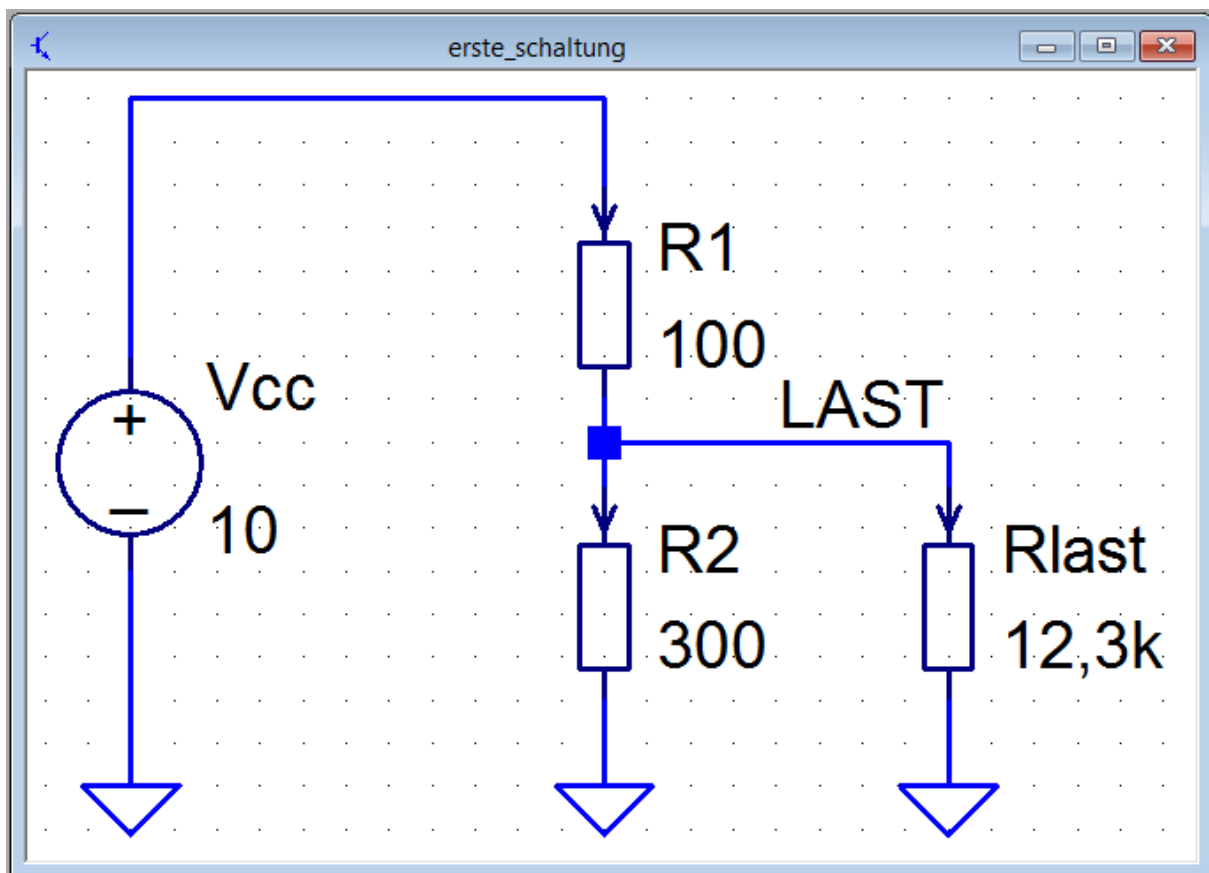 erste_schaltung
R1
100
Vcc
+
−
10
LAST
R2
300
Rlast
12,3k